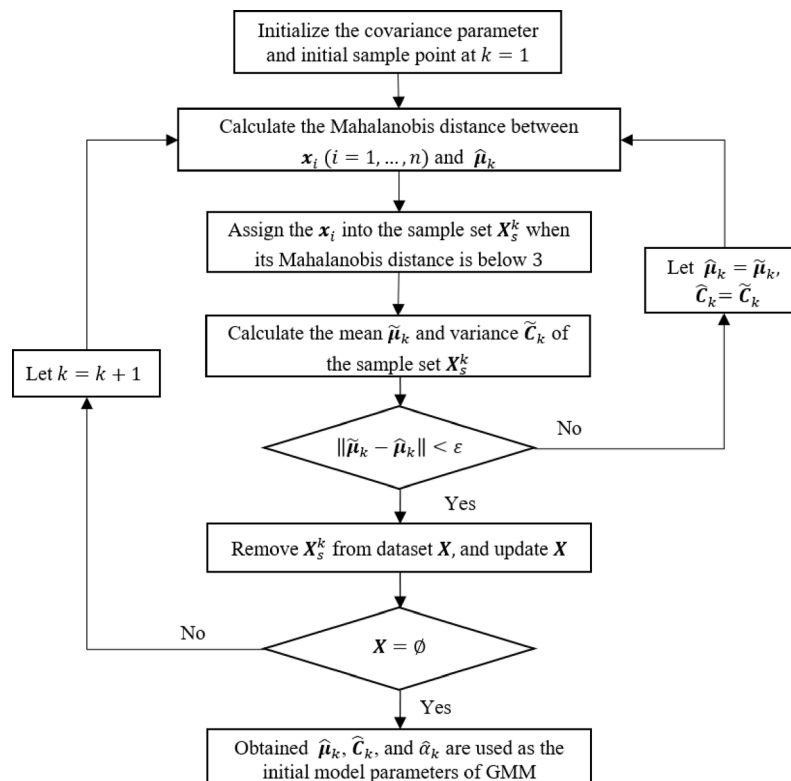 Initialize the covariance parameter
and initial sample point at k = 1
Calculate the Mahalanobis distance between
𝒙ᵢ (i = 1, …, n) and 𝝁̂ₖ
Assign the 𝒙ᵢ into the sample set 𝑿ₛᵏ when
its Mahalanobis distance is below 3
Let 𝝁̂ₖ = 𝝁̃ₖ,
𝑪̂ₖ = 𝑪̃ₖ
Calculate the mean 𝝁̃ₖ and variance 𝑪̃ₖ of
the sample set 𝑿ₛᵏ
Let k = k + 1
‖𝝁̃ₖ − 𝝁̂ₖ‖ < ε
No
Yes
Remove 𝑿ₛᵏ from dataset 𝑿, and update 𝑿
No
𝑿 = ∅
Yes
Obtained 𝝁̂ₖ, 𝑪̂ₖ, and α̂ₖ are used as the
initial model parameters of GMM